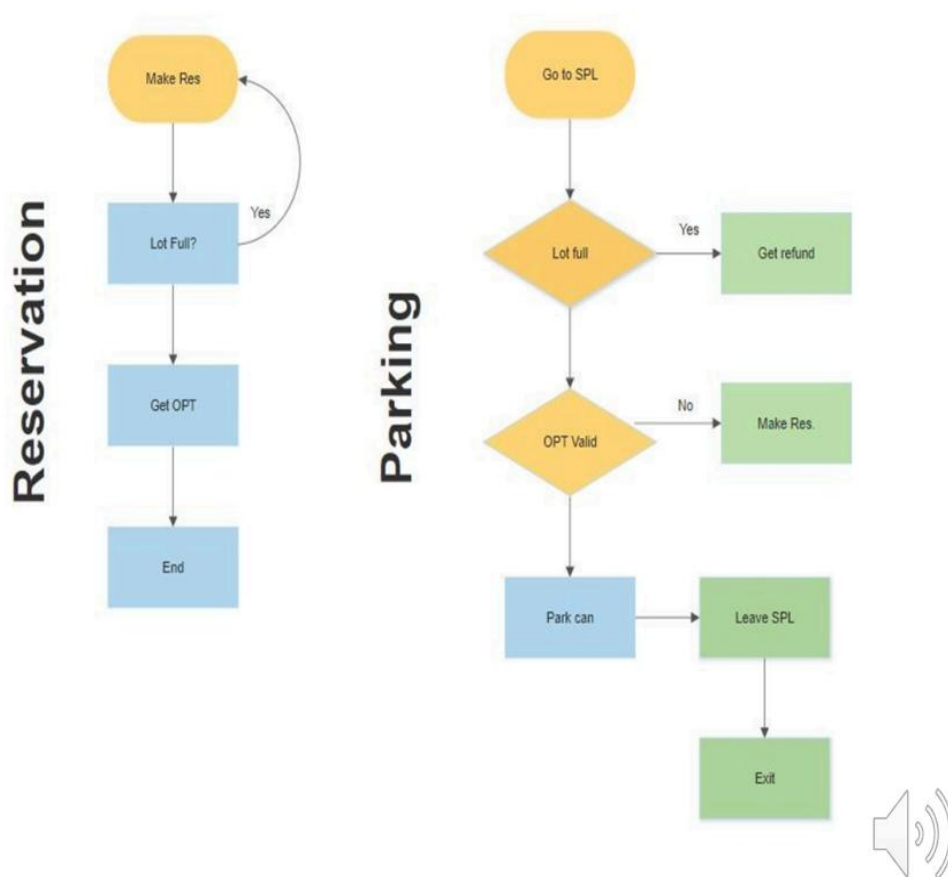 Reservation
Make Res
Yes
Lot Full?
Get OPT
End
Parking
Go to SPL
Lot full
Yes
Get refund
OPT Valid
No
Make Res.
Park can
Leave SPL
Exit